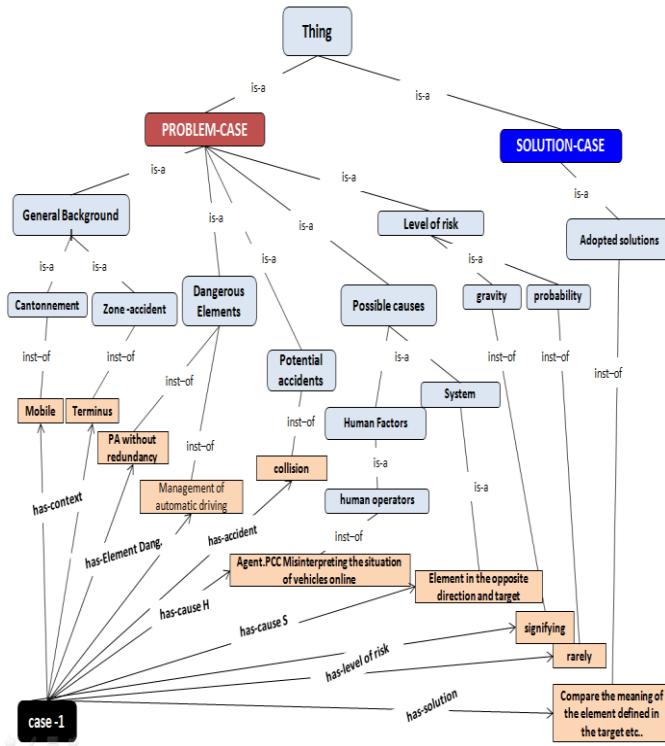 Thing
is-a
is-a
PROBLEM-CASE
SOLUTION-CASE
is-a
is-a
is-a
is-a
is-a
is-a
General Background
Level of risk
Adopted solutions
is-a
is-a
is-a
is-a
Cantonnement
Zone -accident
Dangerous
Elements
Possible causes
gravity
probability
inst–of
inst–of
inst-of
inst-of
Potential
accidents
is-a
inst-of
inst-of
inst-of
System
Mobile
Terminus
inst-of
Human Factors
PA without
redundancy
collision
is-a
is-a
Management of
automatic driving
human operators
has-context
has-Element Dang.
has-accident
inst–of
Agent.PCC Misinterpreting the situation
of vehicles online
Element in the opposite
direction and target
has-cause H
has-cause S
signifying
rarely
has-level of risk
has-solution
case -1
Compare the meaning of
the element defined in
the target etc..